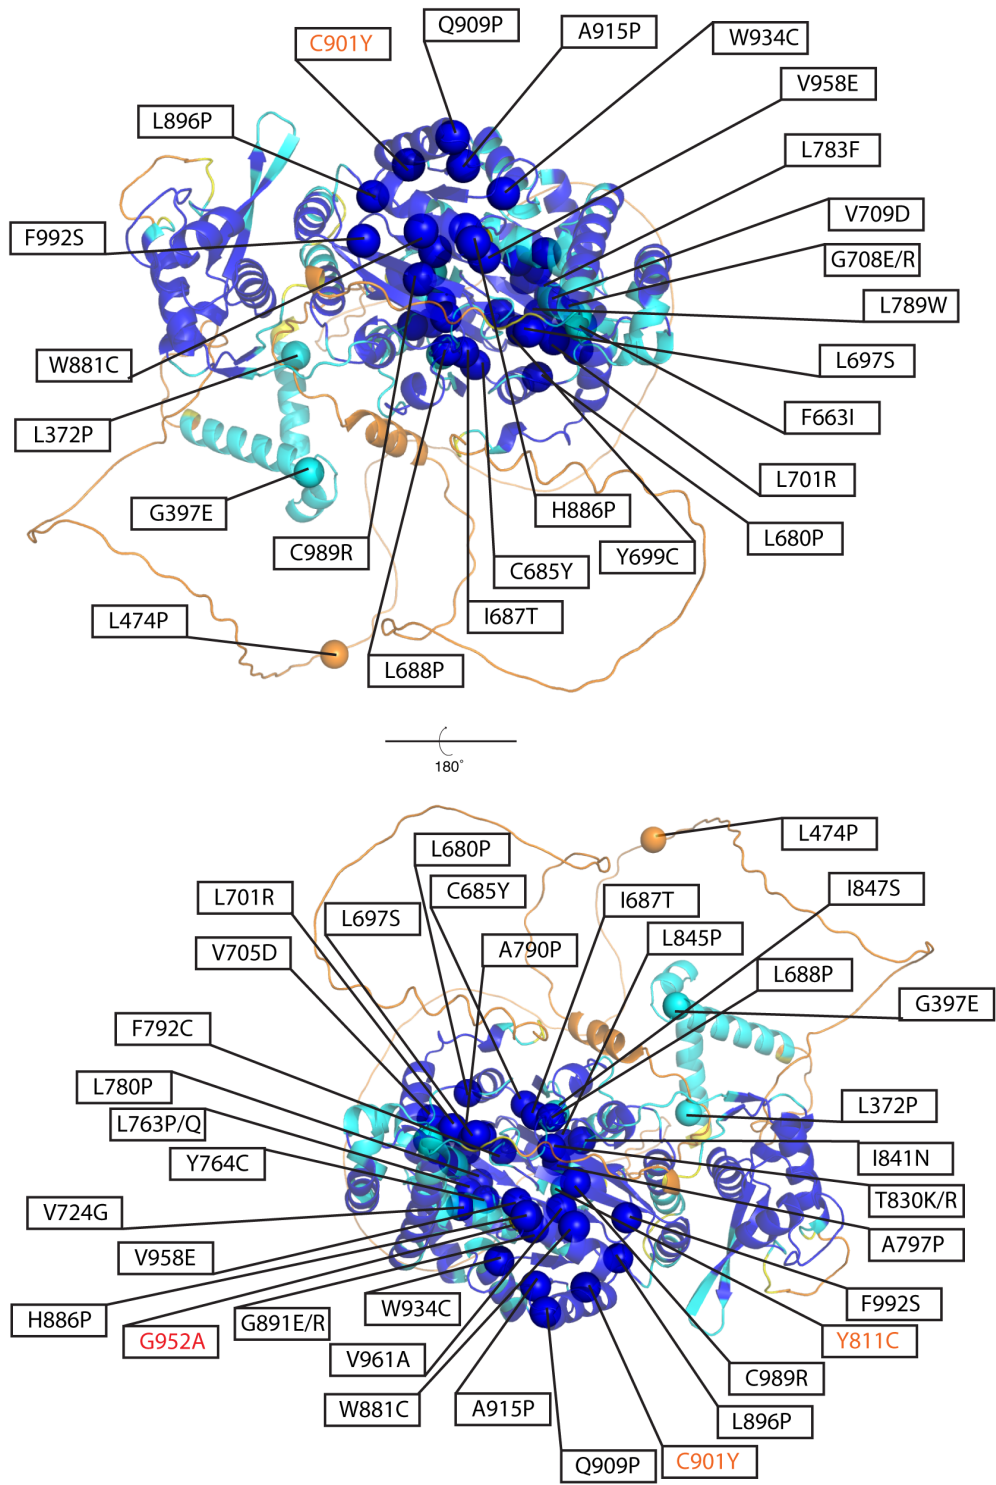 Q909P
A915P
C901Y
W934C
V958E
L896P
L783F
V709D
F992S
G708E/R
L789W
W881C
L697S
L372P
F663I
L701R
G397E
H886P
L680P
C989R
Y699C
C685Y
I687T
L474P
L688P
180°
L474P
L680P
C685Y
I847S
L701R
I687T
L697S
L845P
V705D
A790P
L688P
G397E
F792C
L780P
L372P
L763P/Q
I841N
Y764C
T830K/R
V724G
A797P
V958E
F992S
H886P
W934C
G891E/R
G952A
Y811C
V961A
C989R
W881C
A915P
L896P
Q909P
C901Y